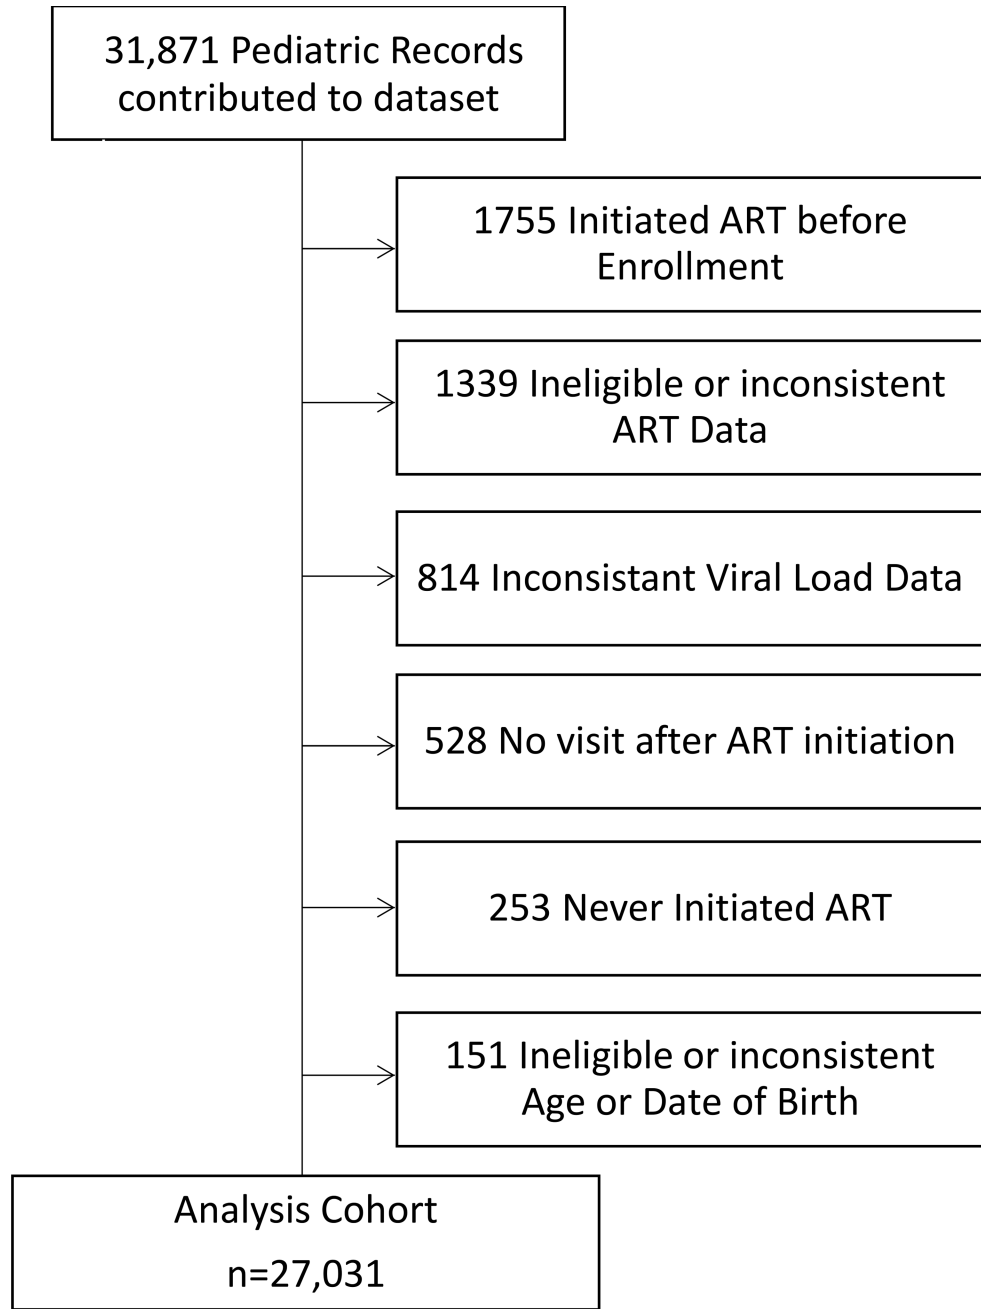 31,871 Pediatric Records
contributed to dataset
1755 Initiated ART before
Enrollment
1339 Ineligible or inconsistent
ART Data
814 Inconsistant Viral Load Data
528 No visit after ART initiation
253 Never Initiated ART
151 Ineligible or inconsistent
Age or Date of Birth
Analysis Cohort
n=27,031